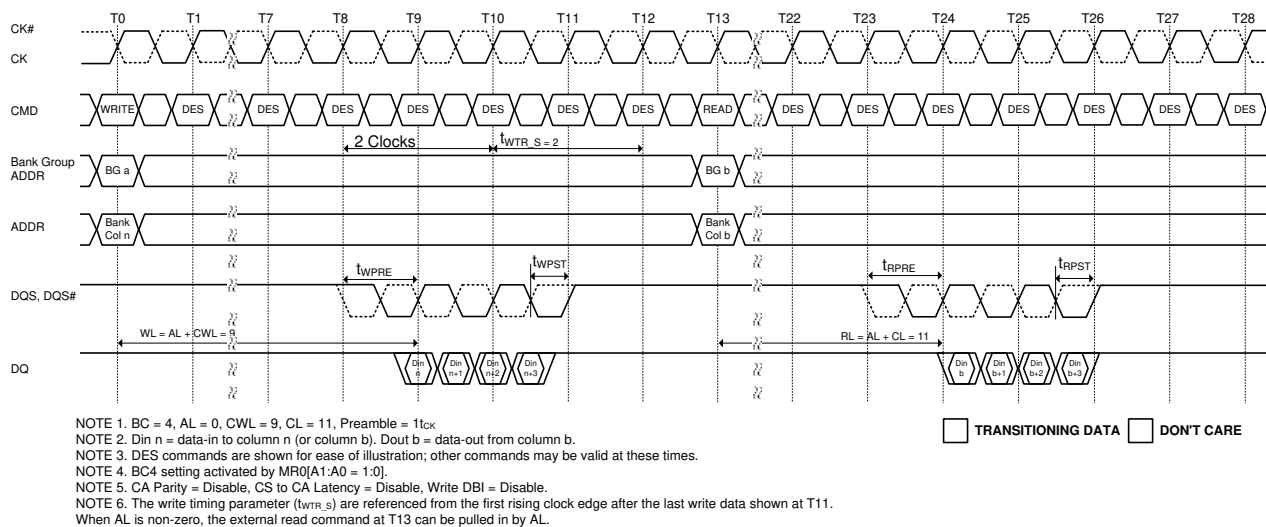 T0 T1 T7 T8 T9 T10 T11 T12 T13 T22 T23 T24 T25 T26 T27 T28
CK#
CK
CMD WRITE DES DES DES DES DES DES DES READ DES DES DES DES DES DES DES
2 Clocks tWTR_S = 2
Bank Group
ADDR
BG a BG b
ADDR
Bank
Col n
Bank
Col b
tWPRE tWPST tRPRE tRPST
DQS, DQS#
WL = AL + CWL = 9 RL = AL + CL = 11
DQ
Din
n
Din
n+1
Din
n+2
Din
n+3
Din
b
Din
b+1
Din
b+2
Din
b+3
NOTE 1. BC = 4, AL = 0, CWL = 9, CL = 11, Preamble = 1tCK
NOTE 2. Din n = data-in to column n (or column b). Dout b = data-out from column b.
NOTE 3. DES commands are shown for ease of illustration; other commands may be valid at these times.
NOTE 4. BC4 setting activated by MR0[A1:A0 = 1:0].
NOTE 5. CA Parity = Disable, CS to CA Latency = Disable, Write DBI = Disable.
NOTE 6. The write timing parameter (tWTR_S) are referenced from the first rising clock edge after the last write data shown at T11.
When AL is non-zero, the external read command at T13 can be pulled in by AL.
TRANSITIONING DATA DON'T CARE